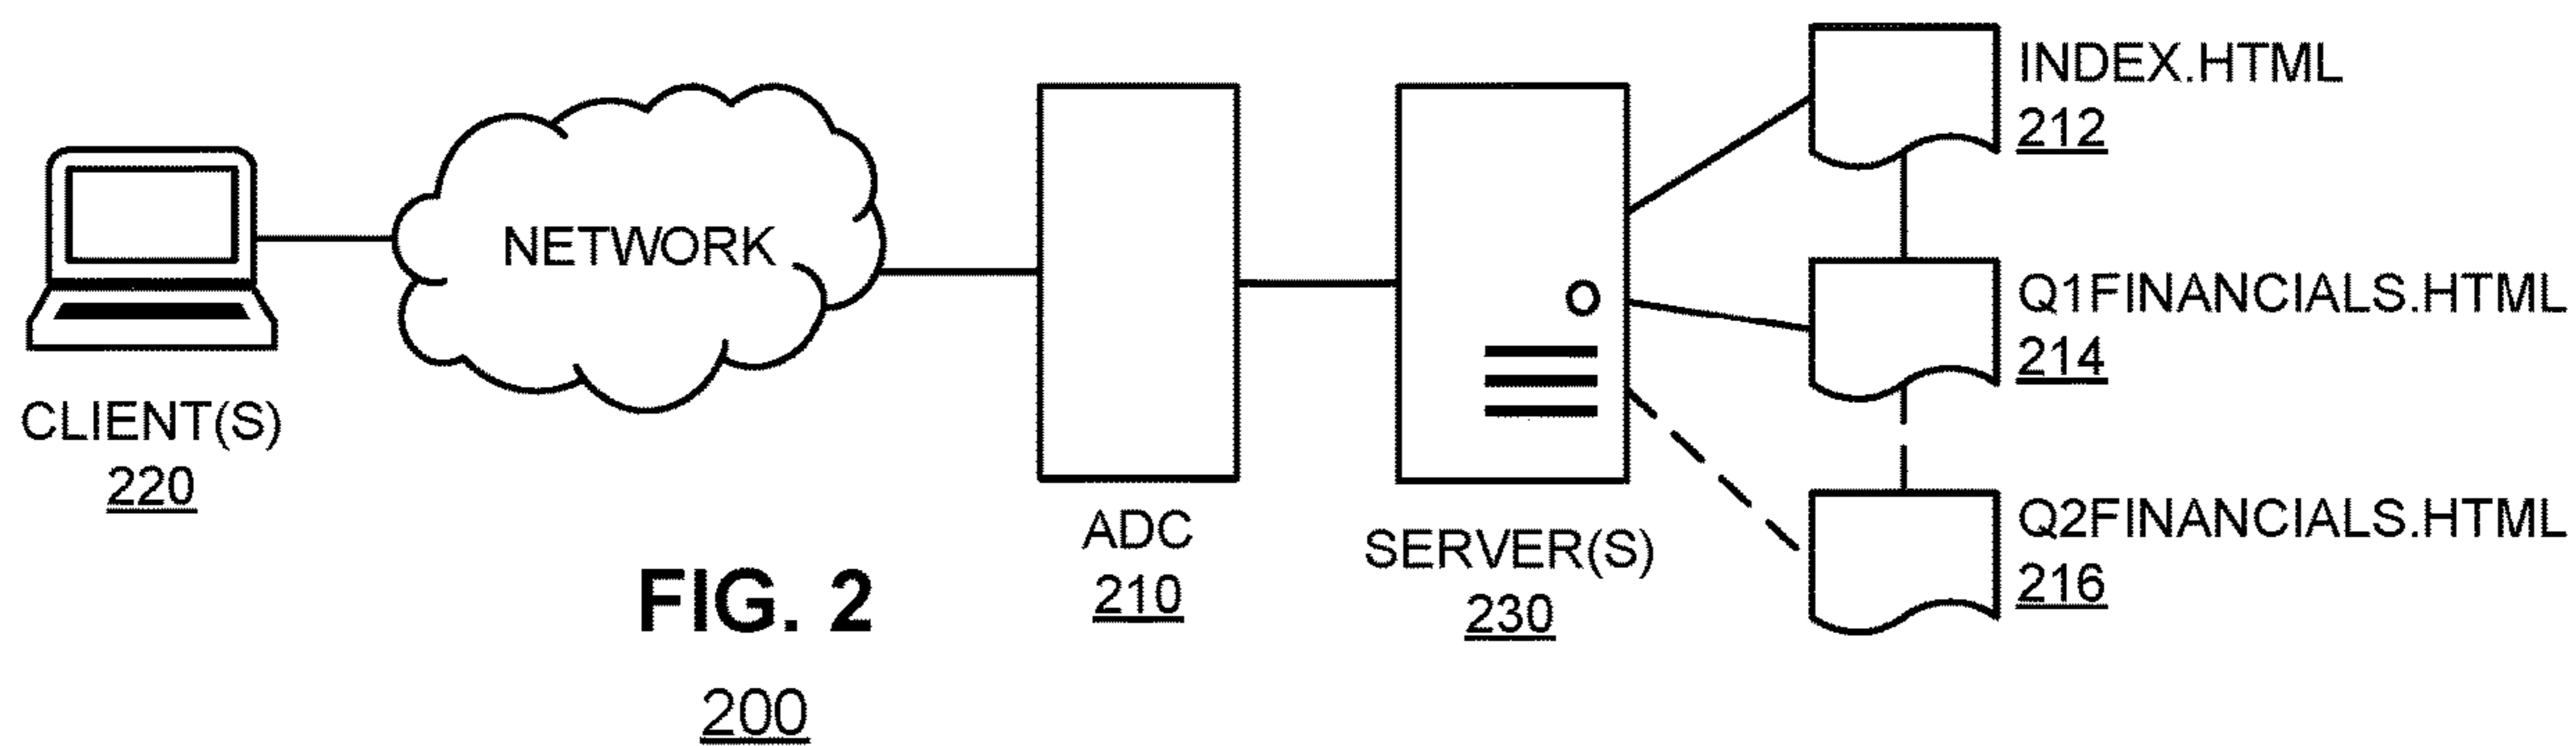 INDEX.HTML
212
NETWORK
Q1FINANCIALS.HTML
214
CLIENT(S)
220
ADC
210
SERVER(S)
230
Q2FINANCIALS.HTML
216
FIG. 2
200